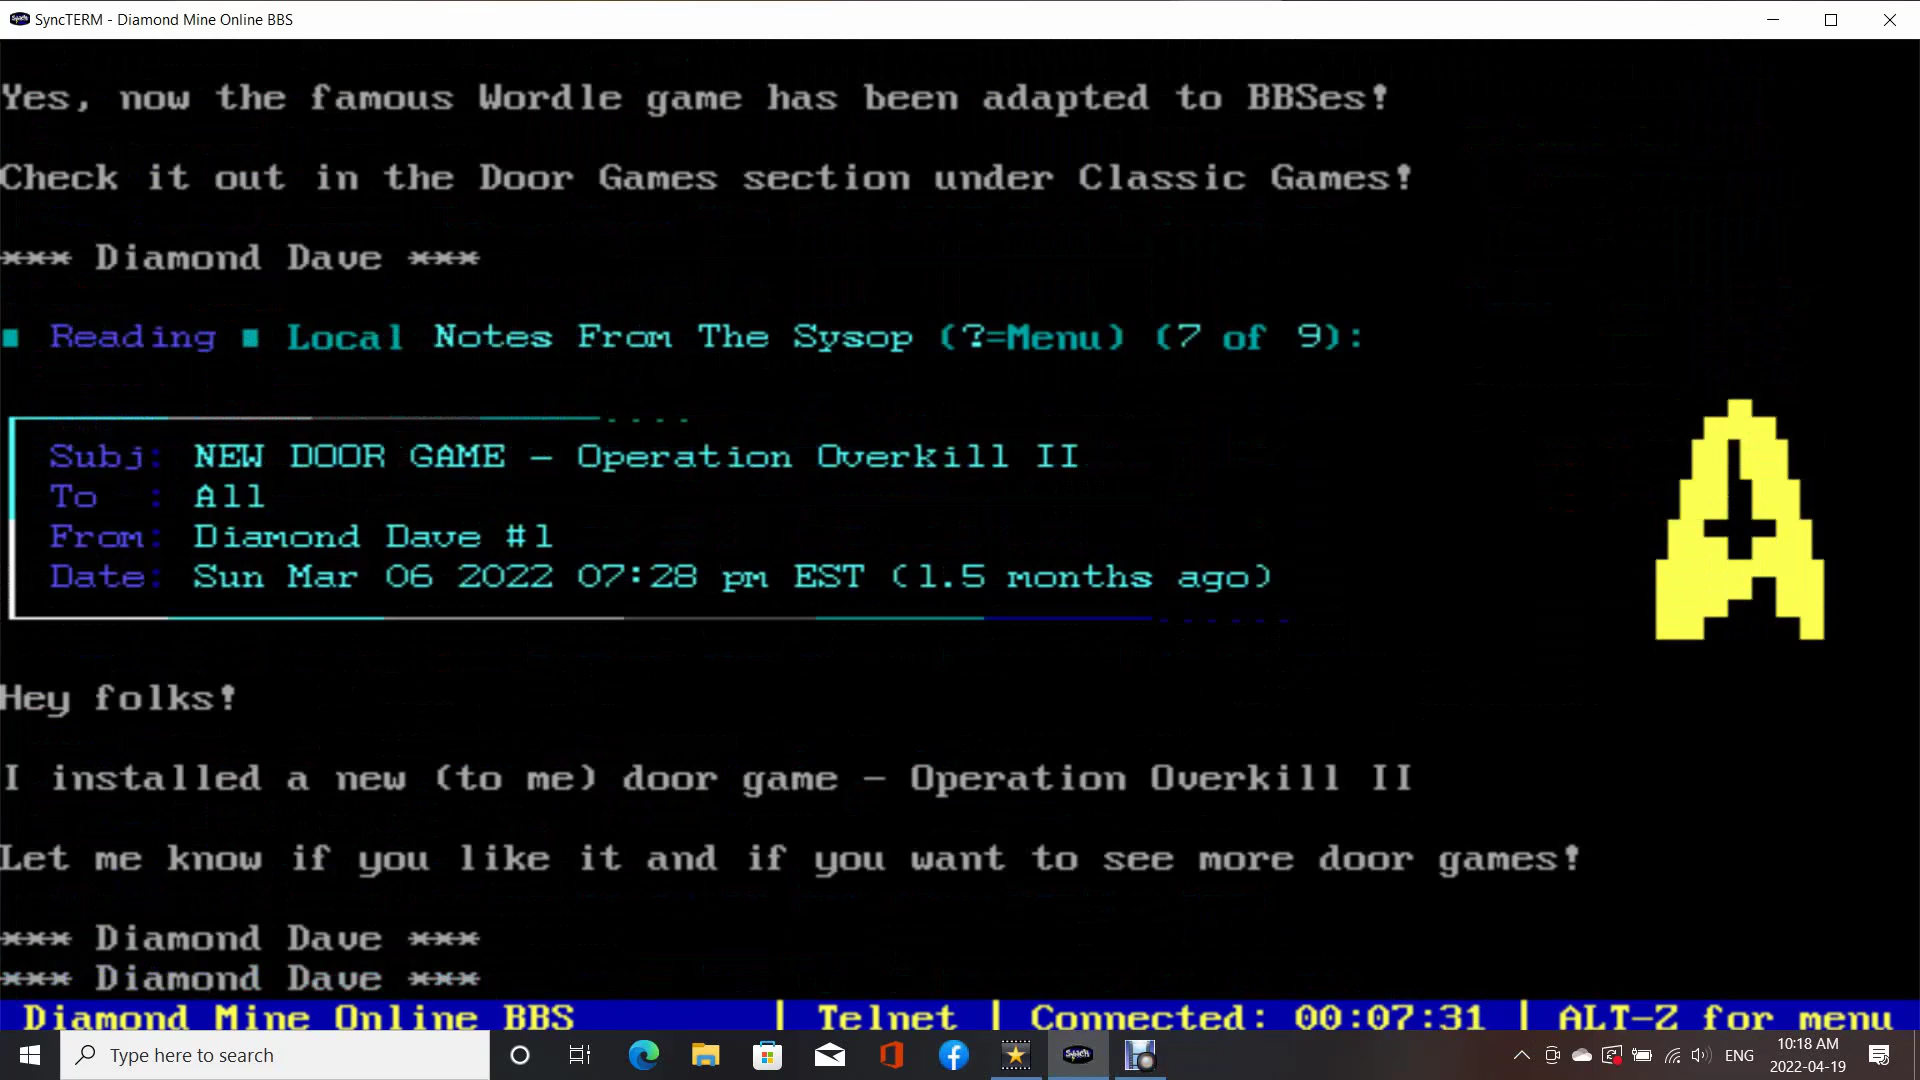 SyncTERM - Diamond Mine Online BBS
Yes, now the famous Wordle game has been adapted to BBSes!
Check it out in the Door Games section under Classic Games!
*** Diamond Dave ***
Reading ■ Local Notes From The Sysop (?=Menu) (7 of 9):
Subj: NEW DOOR GAME - Operation Overkill II
To : All
From: Diamond Dave #1
Date: Sun Mar 06 2022 07:28 pm EST (1.5 months ago)
A
Hey folks!
I installed a new (to me) door game - Operation Overkill II
Let me know if you like it and if you want to see more door games!
*** Diamond Dave ***
*** Diamond Dave ***
Diamond Mine Online BBS | Telnet | Connected: 00:07:31 | ALT-Z for menu
Type here to search
ENG
10:18 AM
2022-04-19